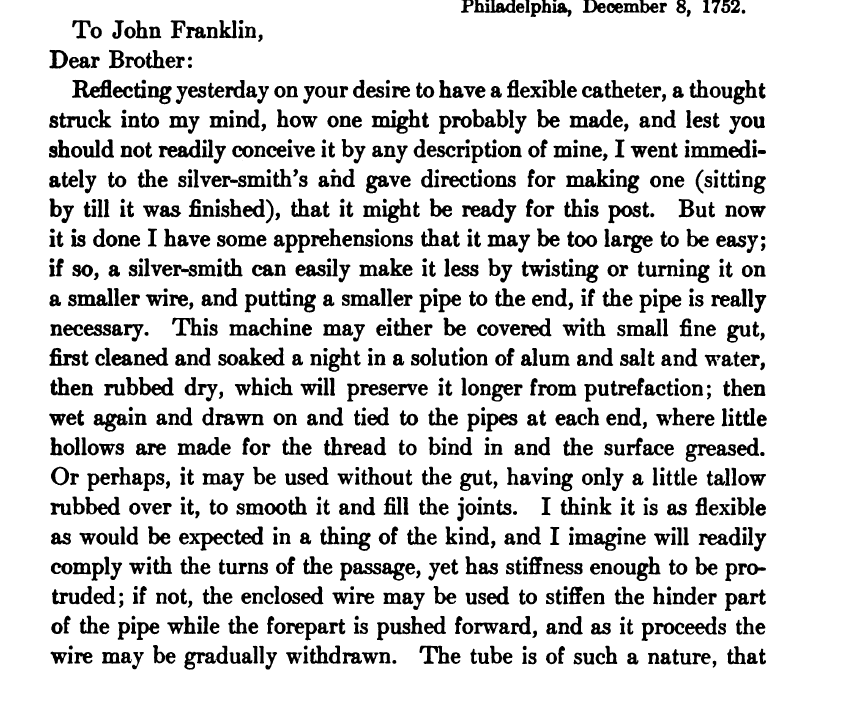 Philadelphia, December 8, 1752.
To John Franklin,
Dear Brother:
Reflecting yesterday on your desire to have a flexible catheter, a thought
struck into my mind, how one might probably be made, and lest you
should not readily conceive it by any description of mine, I went immedi-
ately to the silver-smith's and gave directions for making one (sitting
by till it was finished), that it might be ready for this post. But now
it is done I have some apprehensions that it may be too large to be easy;
if so, a silver-smith can easily make it less by twisting or turning it on
a smaller wire, and putting a smaller pipe to the end, if the pipe is really
necessary. This machine may either be covered with small fine gut,
first cleaned and soaked a night in a solution of alum and salt and water,
then rubbed dry, which will preserve it longer from putrefaction; then
wet again and drawn on and tied to the pipes at each end, where little
hollows are made for the thread to bind in and the surface greased.
Or perhaps, it may be used without the gut, having only a little tallow
rubbed over it, to smooth it and fill the joints. I think it is as flexible
as would be expected in a thing of the kind, and I imagine will readily
comply with the turns of the passage, yet has stiffness enough to be pro-
truded; if not, the enclosed wire may be used to stiffen the hinder part
of the pipe while the forepart is pushed forward, and as it proceeds the
wire may be gradually withdrawn. The tube is of such a nature, that